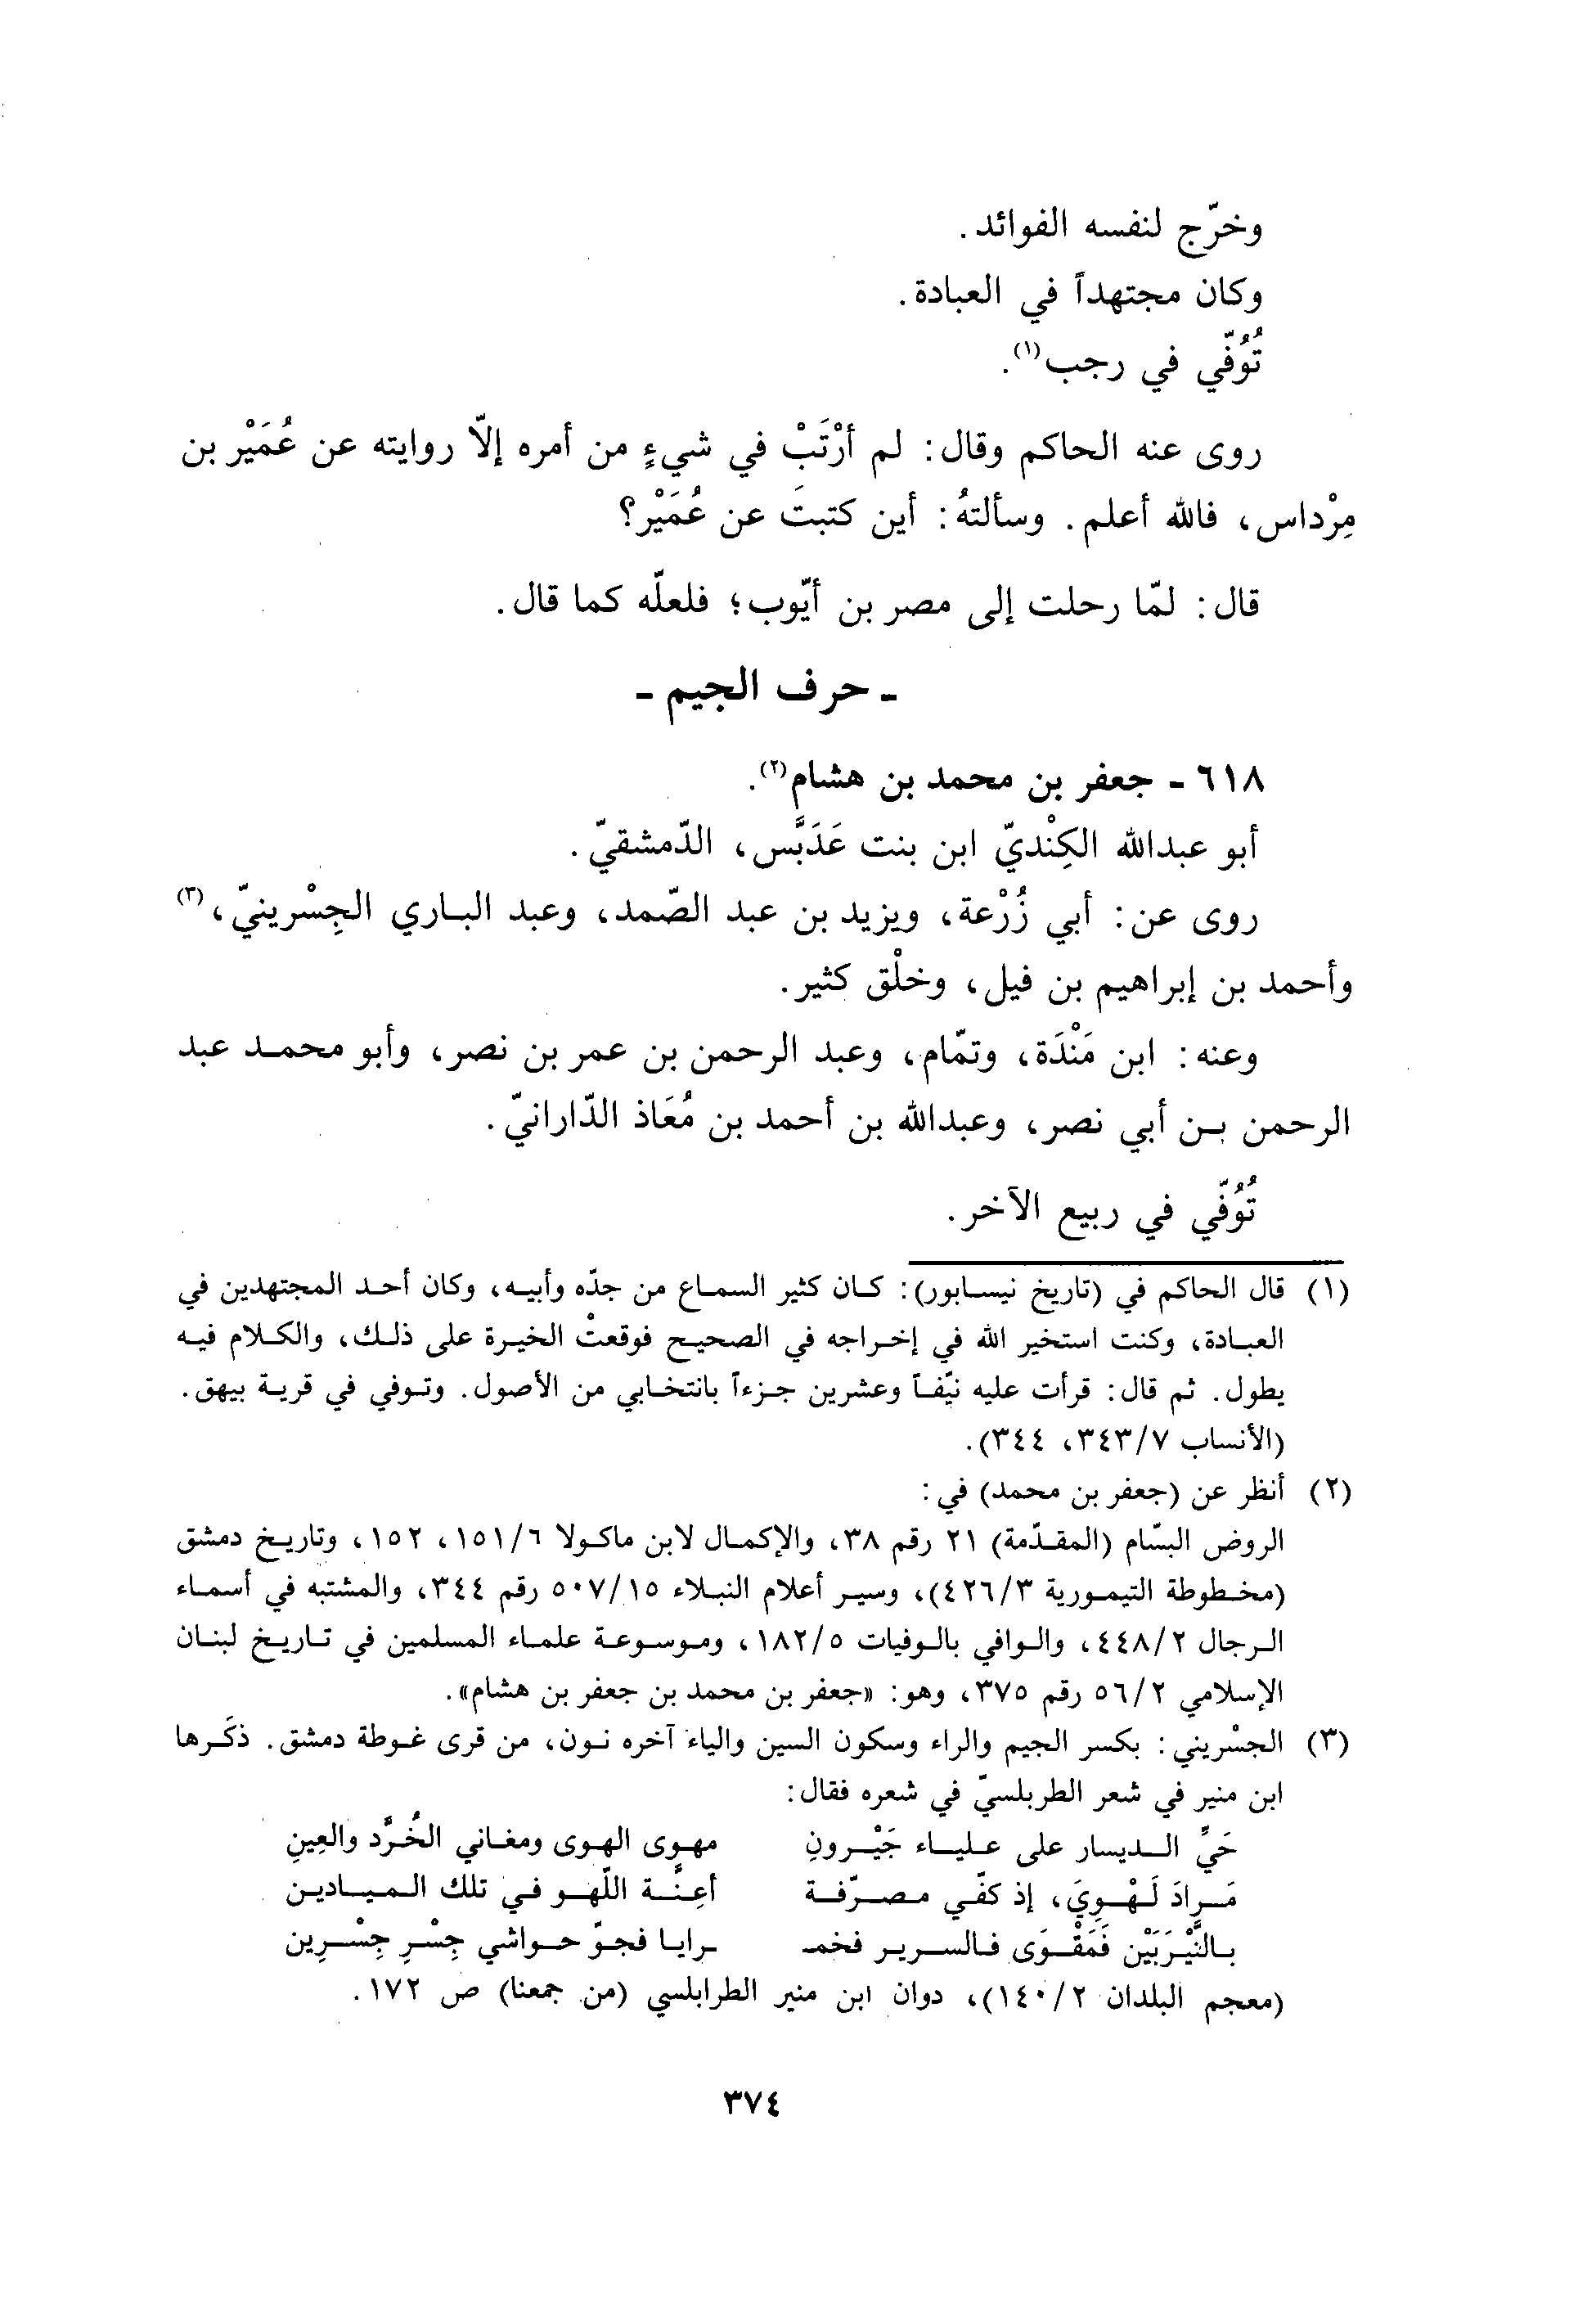 وخرّج لنفسه الفوائد.
وكان مجتهداً في العبادة.
تُوُفّي في رجب(١).
روى عنه الحاكم وقال: لم أرْتَبْ في شيءٍ من أمره إلاّ روايته عن عُمَيْر بن
مِرْداس، فالله أعلم. وسألتهُ: أين كتبتَ عن عُمَيْر؟
قال: لمّا رحلت إلى مصر بن أيّوب؛ فلعلّه كما قال.
ـ حرف الجيم ـ
٦١٨ ـ جعفر بن محمد بن هشام(٢).
أبو عبدالله الكِنْديّ ابن بنت عَدَبَّس، الدّمشقيّ.
روى عن: أبي زُرْعة، ويزيد بن عبد الصّمد، وعبد الباري الجِسْرينيّ،(٣)
وأحمد بن إبراهيم بن فيل، وخلْق كثير.
وعنه: ابن مَنْدَة، وتمّام، وعبد الرحمن بن عمر بن نصر، وأبو محمد عبد
الرحمن بن أبي نصر، وعبدالله بن أحمد بن مُعَاذ الدّارانيّ.
تُوُفّي في ربيع الآخر.
(١) قال الحاكم في (تاريخ نيسابور): كان كثير السماع من جدّه وأبيه، وكان أحد المجتهدين في
العبادة، وكنت استخير الله في إخراجه في الصحيح فوقعتْ الخيرة على ذلك، والكلام فيه
يطول. ثم قال: قرأت عليه نيّفاً وعشرين جزءاً بانتخابي من الأصول. وتوفي في قرية بيهق.
(الأنساب ٣٤٣/٧، ٣٤٤).
(٢) أنظر عن (جعفر بن محمد) في:
الروض البسّام (المقدّمة) ٢١ رقم ٣٨، والإكمال لابن ماكولا ١٥١/٦، ١٥٢، وتاريخ دمشق
(مخطوطة التيمورية ٤٢٦/٣)، وسير أعلام النبلاء ٥٠٧/١٥ رقم ٣٤٤، والمشتبه في أسماء
الرجال ٤٤٨/٢، والوافي بالوفيات ١٨٢/٥، وموسوعة علماء المسلمين في تاريخ لبنان
الإسلامي ٥٦/٢ رقم ٣٧٥، وهو: «جعفر بن محمد بن جعفر بن هشام».
(٣) الجسْريني: بكسر الجيم والراء وسكون السين والياء آخره نون، من قرى غوطة دمشق. ذكَرها
ابن منير في شعر الطربلسيّ في شعره فقال:
حَيِّ الديسار على علياء جَيْرونِ مهوى الهوى ومغاني الخُرَّد والعِينِ
مَرادَ لَهْوِيَ، إذ كفّي مصرّفة أعِنَّة اللّهو في تلك الميادين
بالنَّيْرَبَيْن فَمَقْوَى فالسرير فخمـ ـرايا فجوّ حواشي جِسْرِ جِسْرِين
(معجم البلدان ١٤٠/٢)، دوان ابن منير الطرابلسي (من جمعنا) ص ١٧٢.
٣٧٤